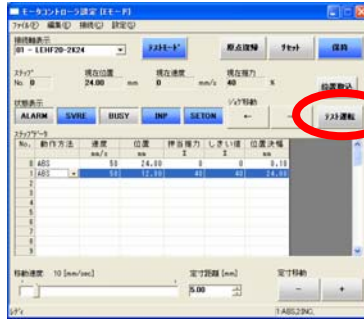 モータコントローラ設定 [Eモード]
ファイル(F) 編集(E) 接続(C) 設定(S)
接続軸表示
01 - LEHF20-2K24
テストモード
原点復帰 リセット 保持
ステップ 現在位置 現在速度 現在推力
No. 0 24.00 mm 0 mm/s 40 %
位置取込
状態表示 ジョグ移動
ALARM SVRE BUSY INP SETON ← テスト運転
ステップデータ
No. 動作方法 速度 位置 押当推力 しきい値 位置決幅
mm/s mm % % mm
0 ABS 50 24.00 0 0 0.10
1 ABS 50 12.00 40 40 24.00
2
3
4
5
6
7
8
9
移動速度 10 [mm/sec] 定寸距離 [mm] 定寸移動
5.00 - +
レディ 1:ABS,2:INC,